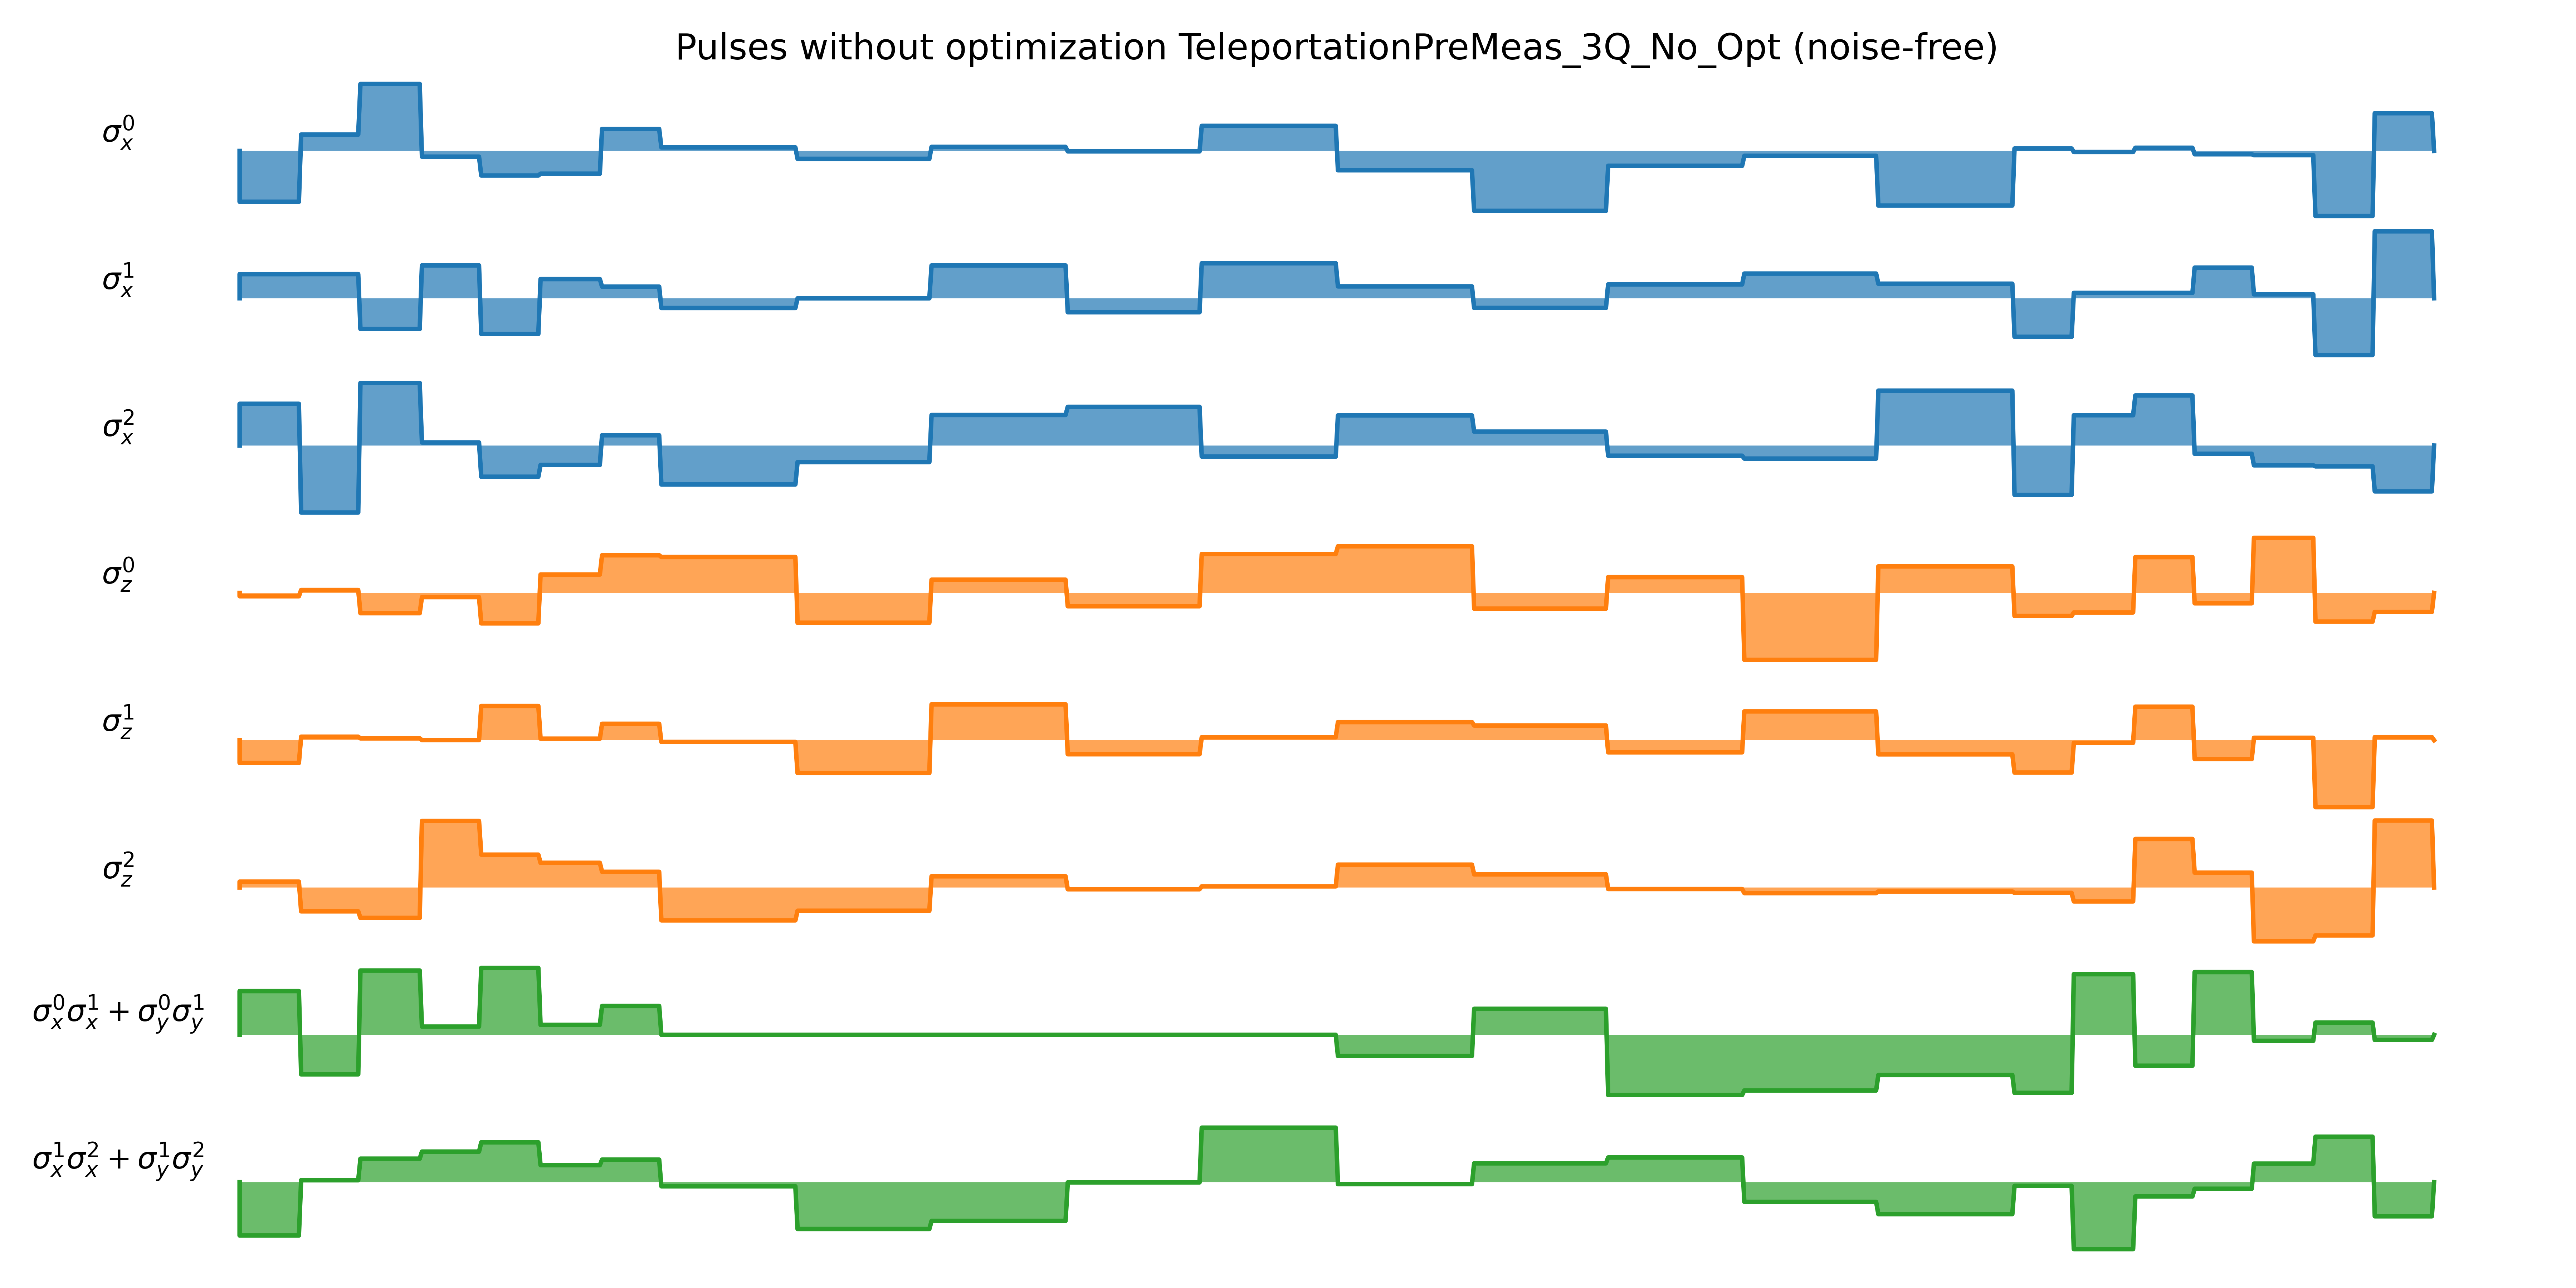 Pulses without optimization TeleportationPreMeas_3Q_No_Opt (noise-free)
σ_x^0
σ_x^1
σ_x^2
σ_z^0
σ_z^1
σ_z^2
σ_x^0σ_x^1 + σ_y^0σ_y^1
σ_x^1σ_x^2 + σ_y^1σ_y^2